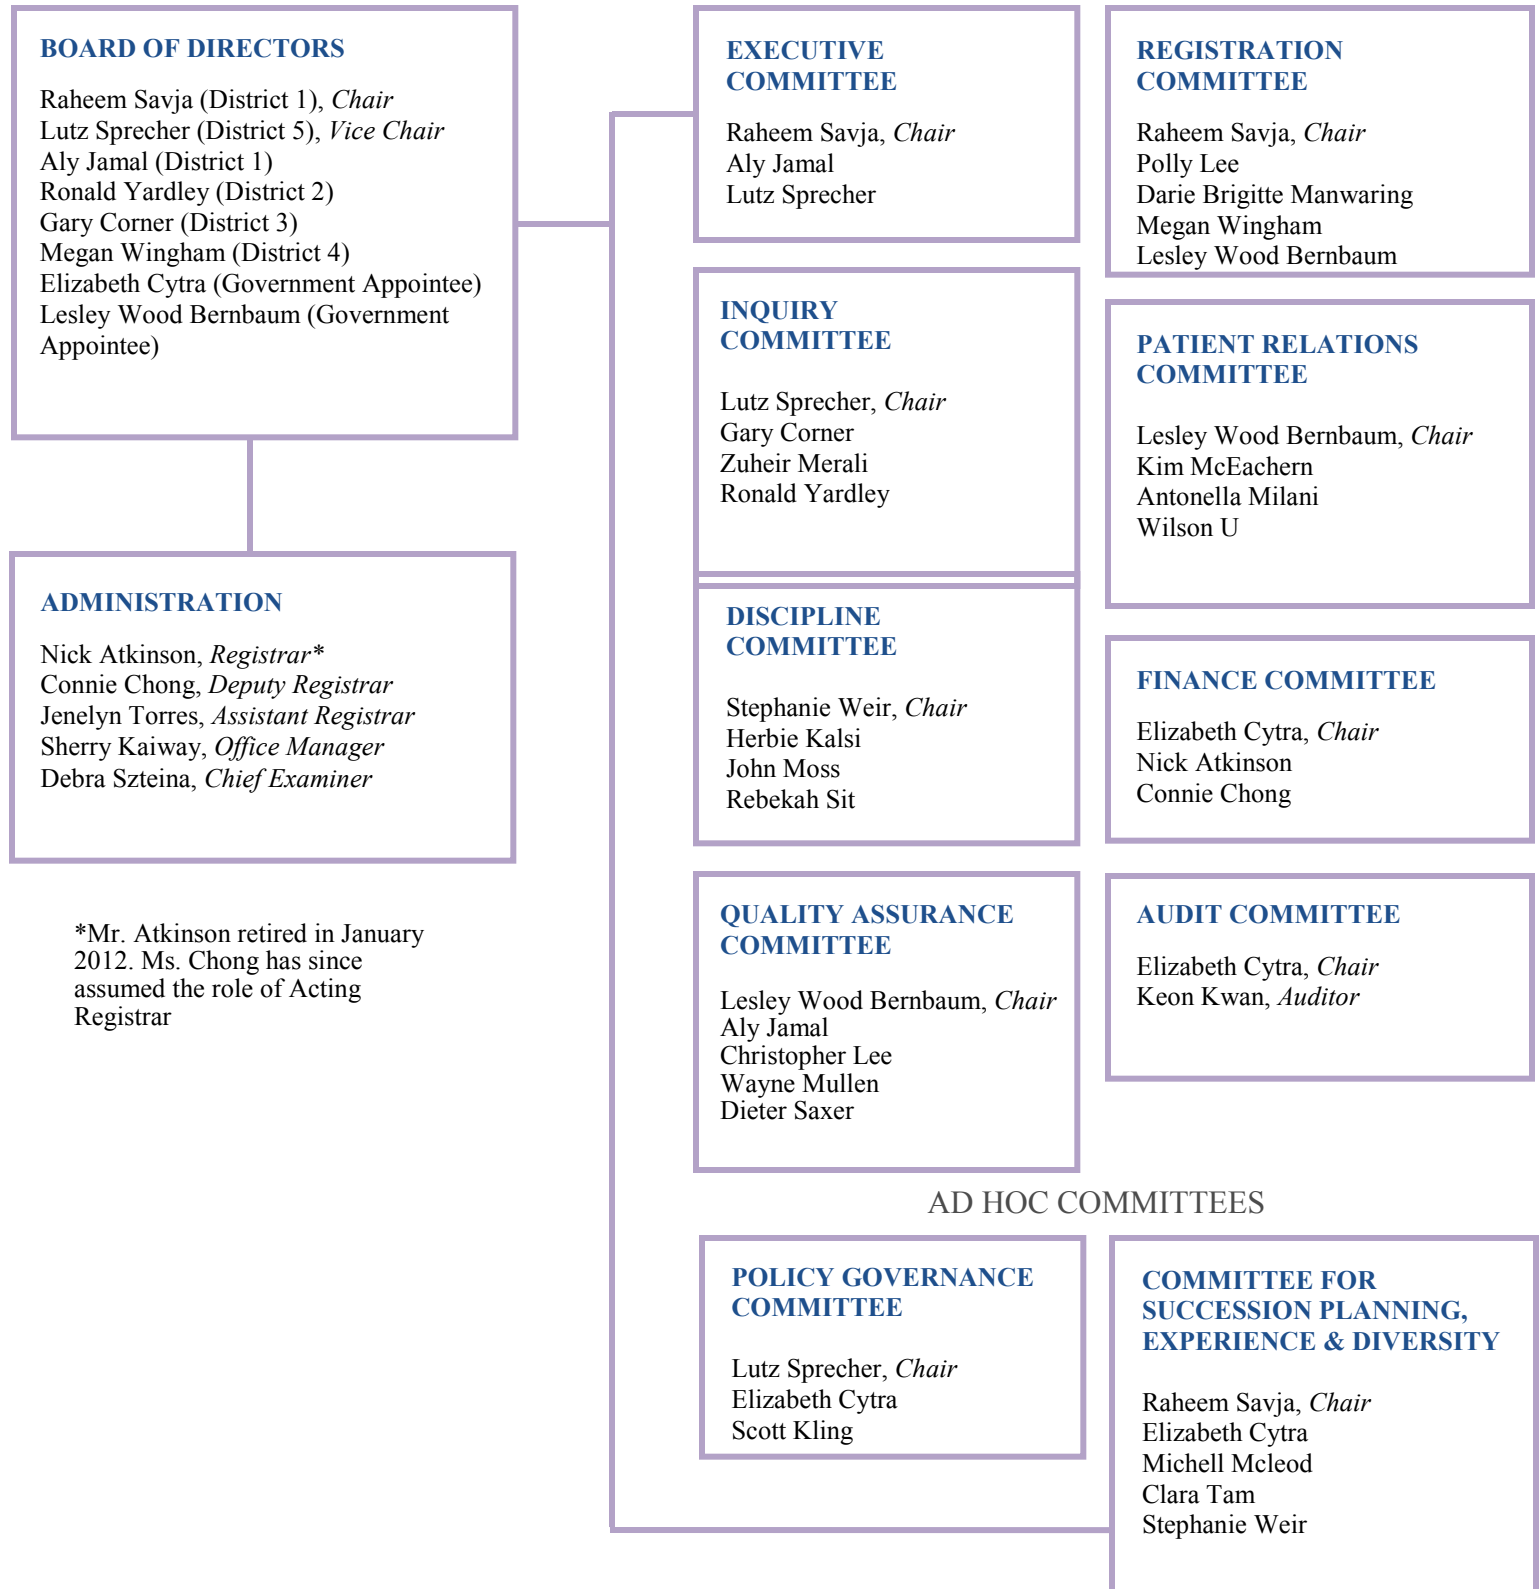 BOARD OF DIRECTORS
Raheem Savja (District 1), Chair
Lutz Sprecher (District 5), Vice Chair
Aly Jamal (District 1)
Ronald Yardley (District 2)
Gary Corner (District 3)
Megan Wingham (District 4)
Elizabeth Cytra (Government Appointee)
Lesley Wood Bernbaum (Government
Appointee)
ADMINISTRATION
Nick Atkinson, Registrar*
Connie Chong, Deputy Registrar
Jenelyn Torres, Assistant Registrar
Sherry Kaiway, Office Manager
Debra Szteina, Chief Examiner
*Mr. Atkinson retired in January
2012. Ms. Chong has since
assumed the role of Acting
Registrar
EXECUTIVE
COMMITTEE
Raheem Savja, Chair
Aly Jamal
Lutz Sprecher
REGISTRATION
COMMITTEE
Raheem Savja, Chair
Polly Lee
Darie Brigitte Manwaring
Megan Wingham
Lesley Wood Bernbaum
INQUIRY
COMMITTEE
Lutz Sprecher, Chair
Gary Corner
Zuheir Merali
Ronald Yardley
PATIENT RELATIONS
COMMITTEE
Lesley Wood Bernbaum, Chair
Kim McEachern
Antonella Milani
Wilson U
DISCIPLINE
COMMITTEE
Stephanie Weir, Chair
Herbie Kalsi
John Moss
Rebekah Sit
FINANCE COMMITTEE
Elizabeth Cytra, Chair
Nick Atkinson
Connie Chong
QUALITY ASSURANCE
COMMITTEE
Lesley Wood Bernbaum, Chair
Aly Jamal
Christopher Lee
Wayne Mullen
Dieter Saxer
AUDIT COMMITTEE
Elizabeth Cytra, Chair
Keon Kwan, Auditor
AD HOC COMMITTEES
POLICY GOVERNANCE
COMMITTEE
Lutz Sprecher, Chair
Elizabeth Cytra
Scott Kling
COMMITTEE FOR
SUCCESSION PLANNING,
EXPERIENCE & DIVERSITY
Raheem Savja, Chair
Elizabeth Cytra
Michell Mcleod
Clara Tam
Stephanie Weir